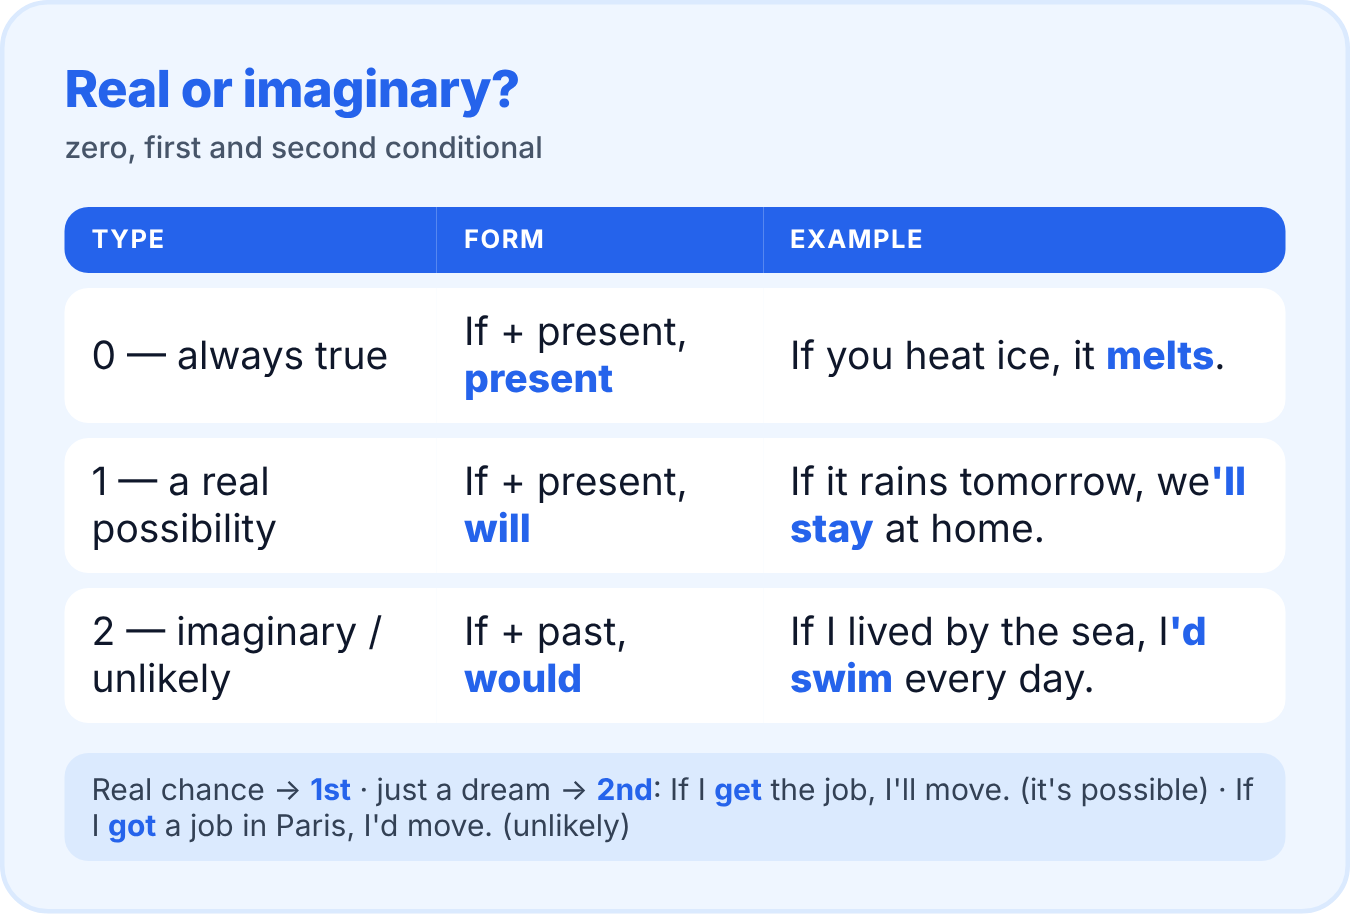 Real or imaginary?
zero, first and second conditional
TYPE FORM EXAMPLE
0 — always true
If + present,
present
If you heat ice, it melts.
1 — a real
possibility
If + present,
will
If it rains tomorrow, we'll
stay at home.
2 — imaginary /
unlikely
If + past,
would
If I lived by the sea, I'd
swim every day.
Real chance → 1st · just a dream → 2nd: If I get the job, I'll move. (it's possible) · If
I got a job in Paris, I'd move. (unlikely)